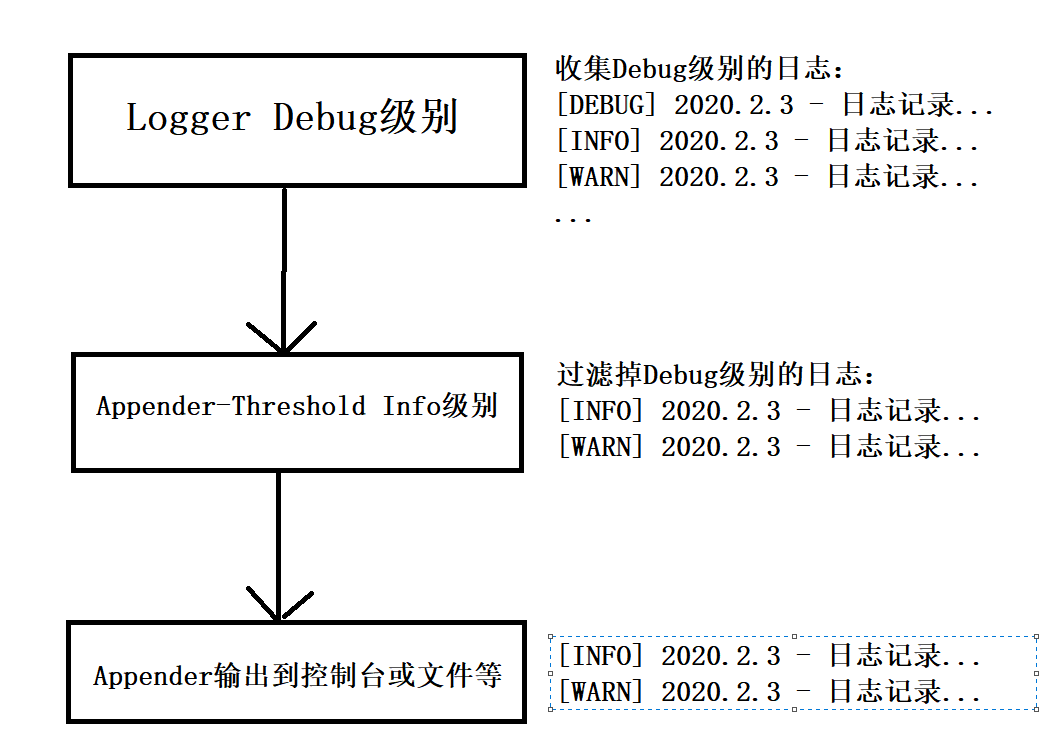 Logger Debug级别
收集Debug级别的日志:
[DEBUG] 2020.2.3 - 日志记录...
[INFO] 2020.2.3 - 日志记录...
[WARN] 2020.2.3 - 日志记录...
...
Appender-Threshold Info级别
过滤掉Debug级别的日志:
[INFO] 2020.2.3 - 日志记录...
[WARN] 2020.2.3 - 日志记录...
Appender输出到控制台或文件等
[INFO] 2020.2.3 - 日志记录...
[WARN] 2020.2.3 - 日志记录...